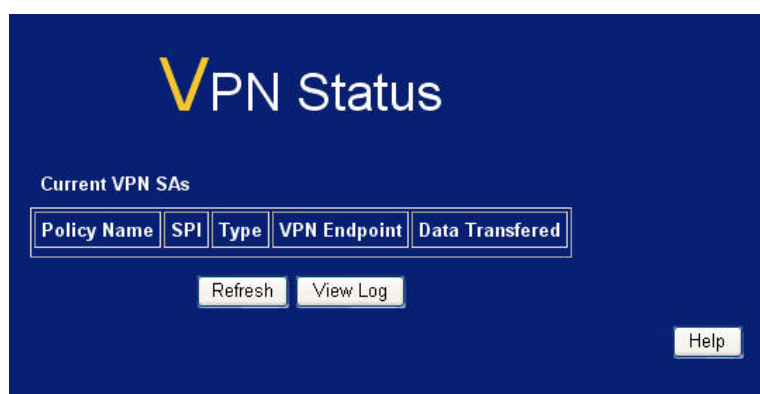 VPN Status
Current VPN SAs
Policy Name SPI Type VPN Endpoint Data Transfered
Refresh View Log
Help